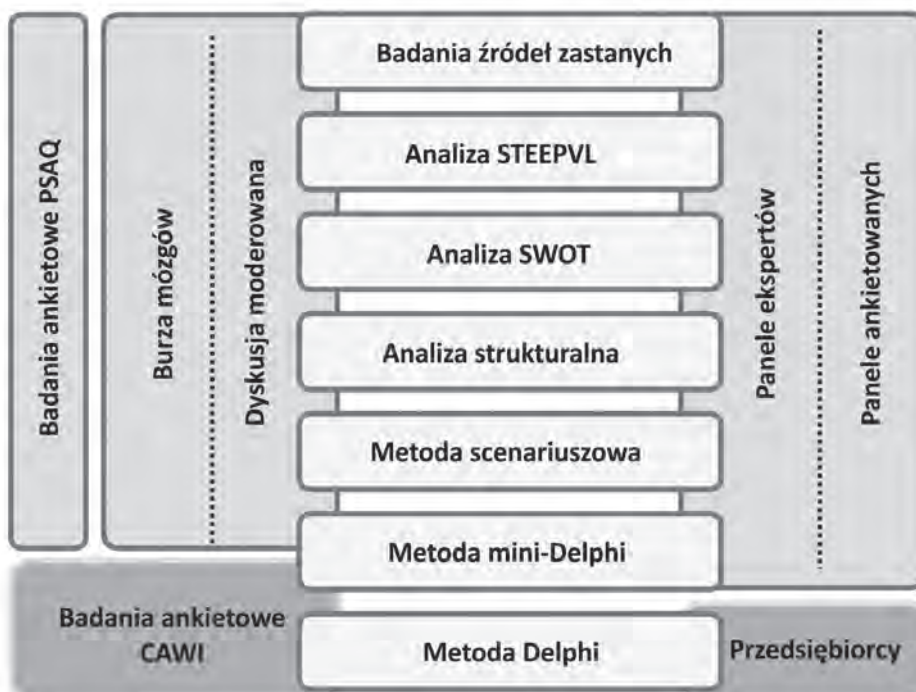 Badania ankietowe PSAQ
Burza mózgów
Dyskusja moderowana
Badania źródeł zastanych
Analiza STEEPVL
Analiza SWOT
Analiza strukturalna
Metoda scenariuszowa
Metoda mini-Delphi
Panele ekspertów
Panele ankietowanych
Badania ankietowe
CAWI
Metoda Delphi
Przedsiębiorcy